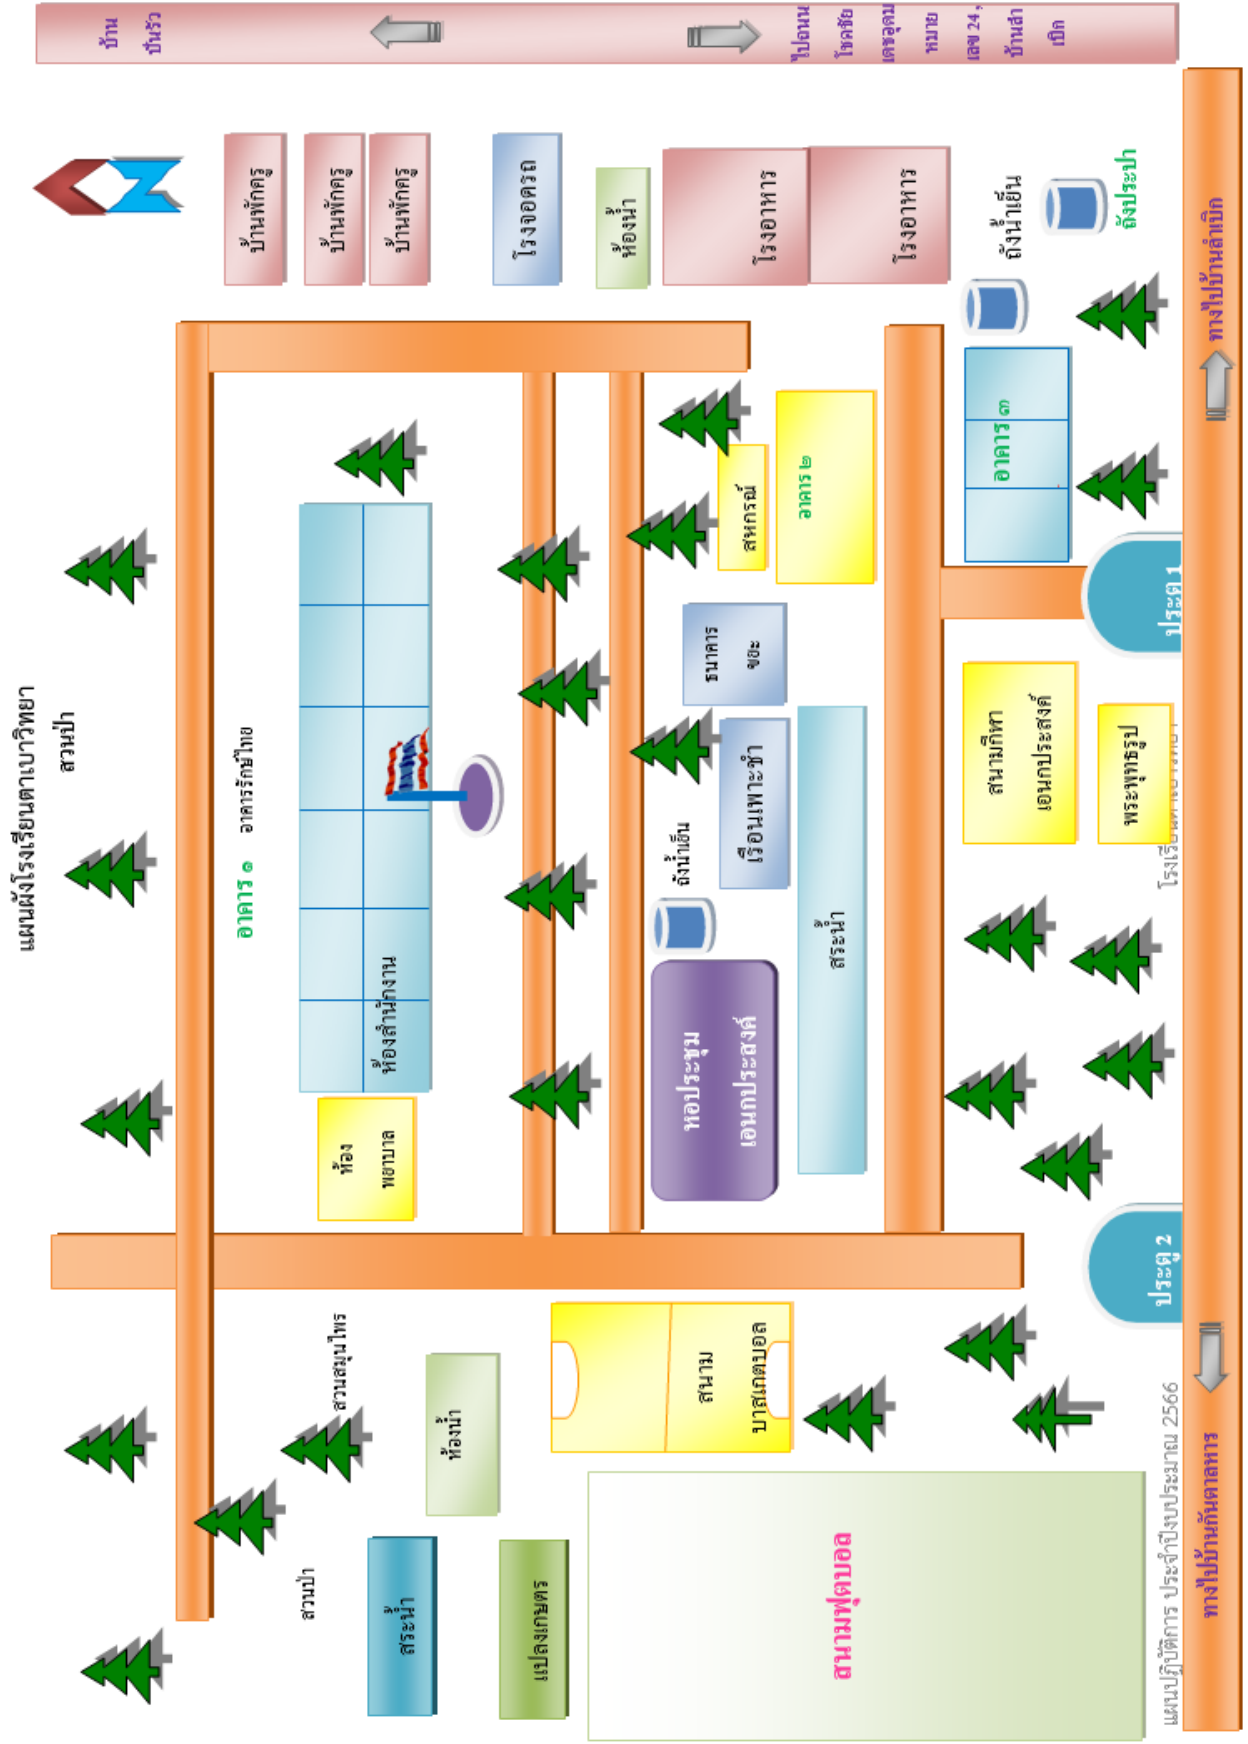 แผนผังโรงเรียนตาเบาวิทยา
สวนป่า
บ้าน
ปันรัว
ไปถนน
โชคชัย
เดชอุดม
หมาย
เลข 24 ,
บ้านลำ
เบิก
บ้านพักครู
บ้านพักครู
บ้านพักครู
โรงจอดรถ
ห้องน้ำ
โรงอาหาร
โรงอาหาร
ถังน้ำเย็น
ถังประปา
อาคาร ๑
อาคารรักษ์ไทย
ห้องสำนักงาน
ห้อง
พยาบาล
สหกรณ์
อาคาร ๒
อาคาร ๓
ธนาคาร
ขยะ
เรือนเพาะชำ
ถังน้ำเย็น
หอประชุม
เอนกประสงค์
สระน้ำ
สนามกีฬา
เอนกประสงค์
พระพุทธรูป
ประตู 1
ประตู 2
สวนสมุนไพร
ห้องน้ำ
สนาม
บาสเกตบอล
สวนป่า
สระน้ำ
แปลงเกษตร
สนามฟุตบอล
แผนปฏิบัติการ ประจำปีงบประมาณ 2566
ทางไปบ้านกันตาลหาร
ทางไปบ้านลำเบิก